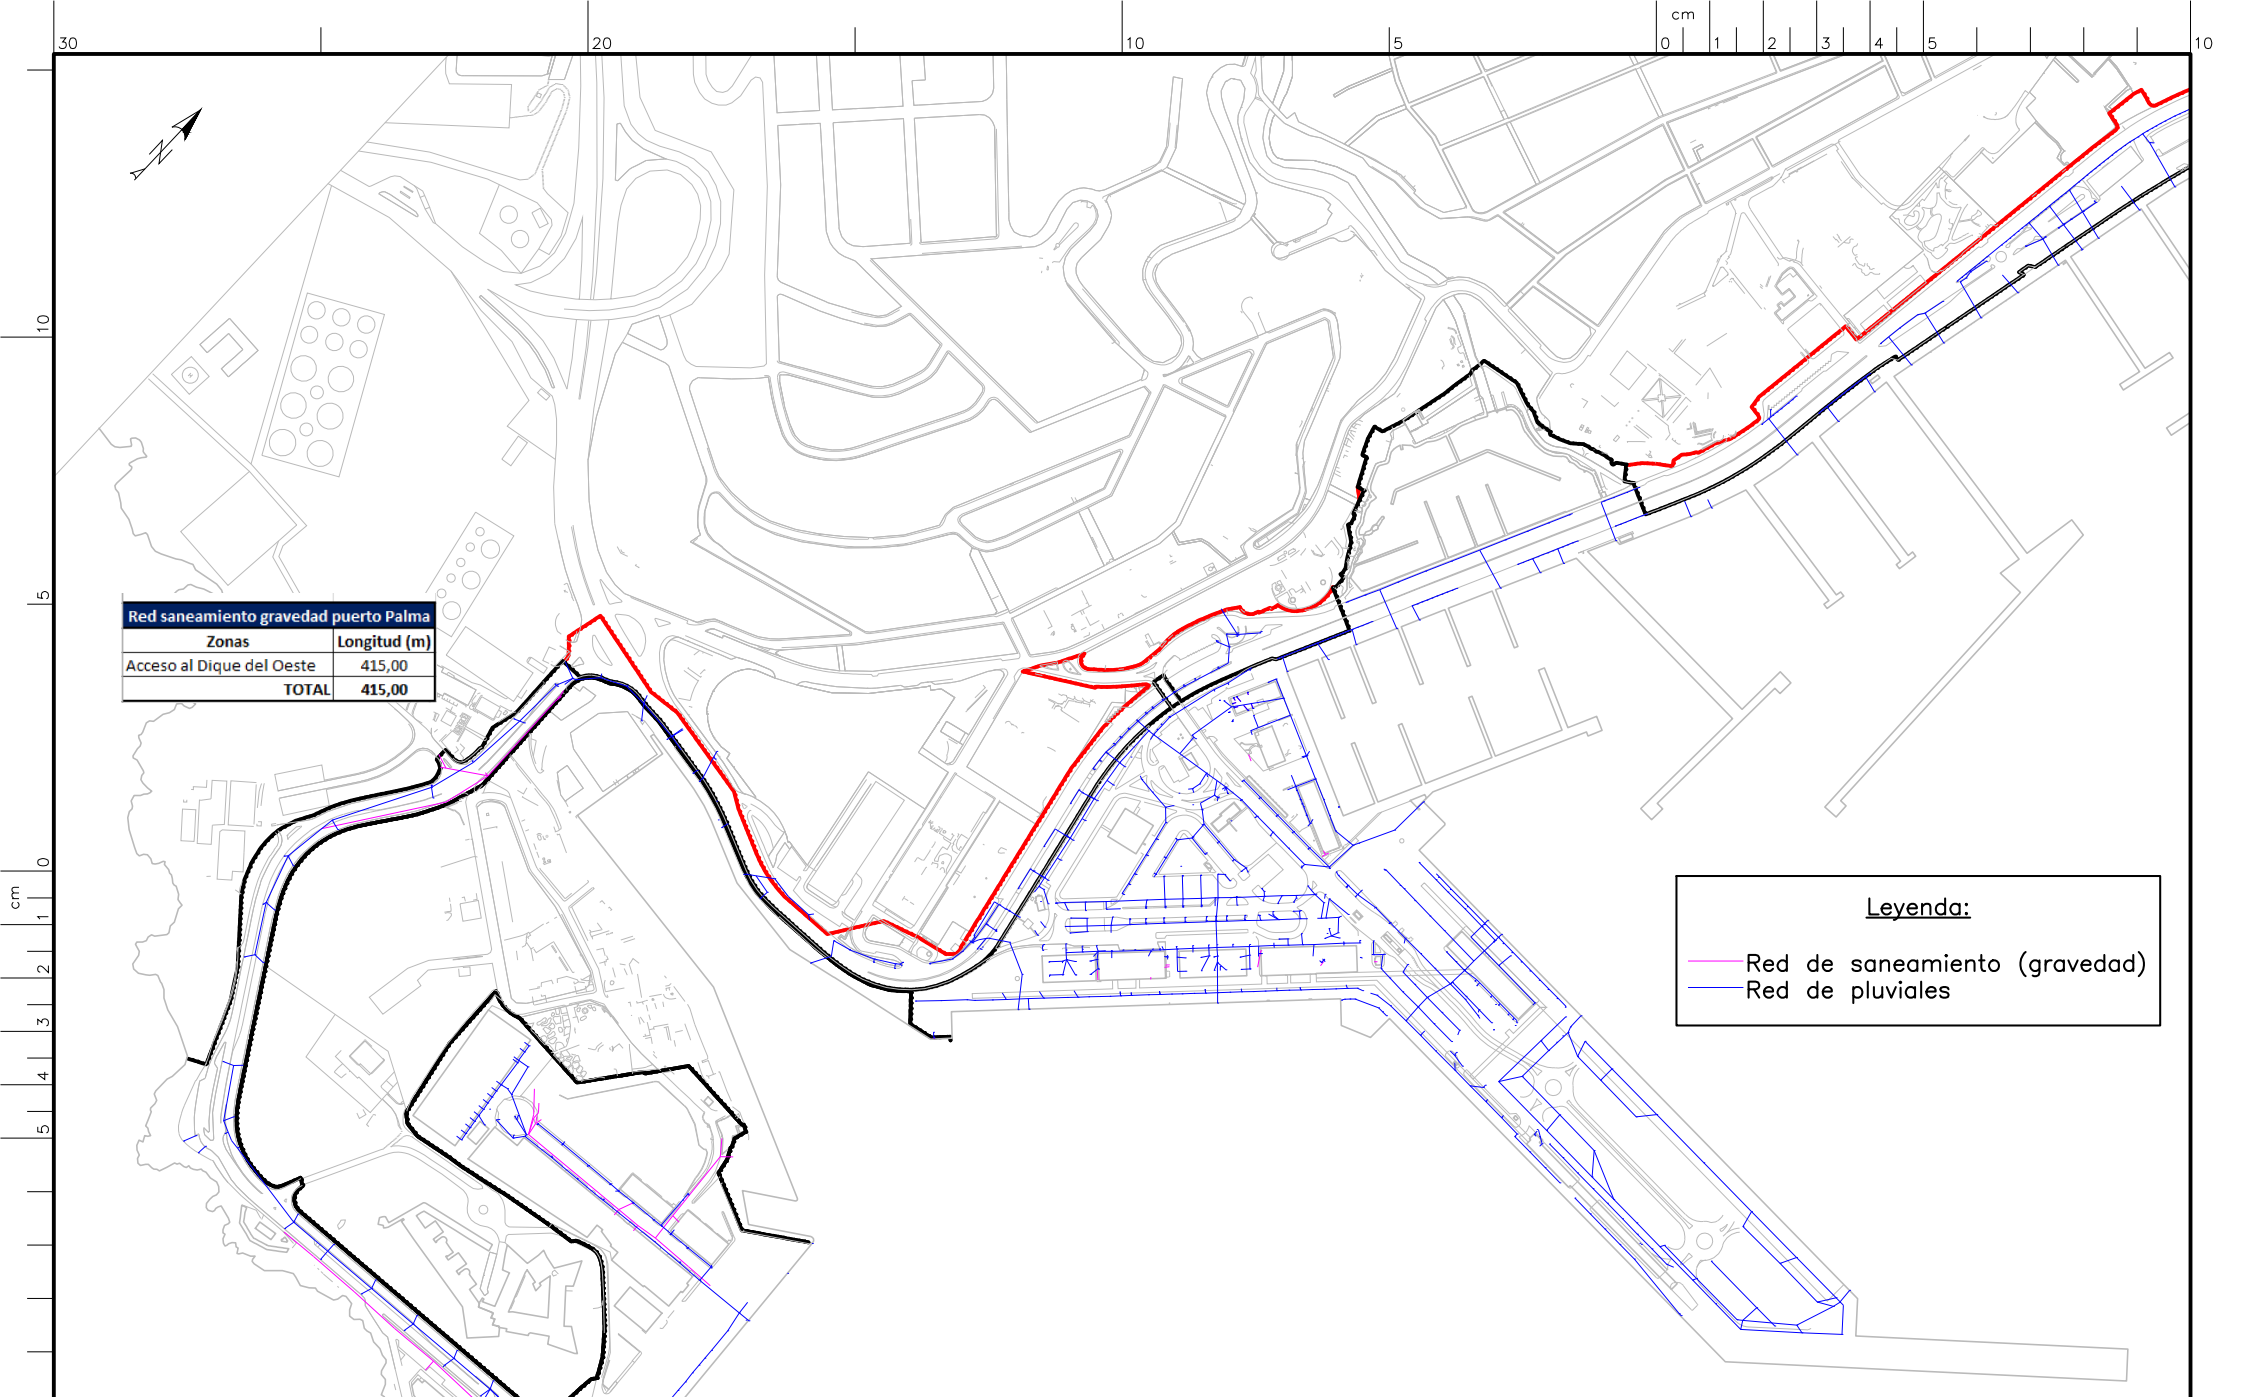 cm
30
20
10
5
0
1
2
3
4
5
10
N
10
5
0
cm
1
2
3
4
5
Red saneamiento gravedad puerto Palma
Zonas Longitud (m)
Acceso al Dique del Oeste 415,00
TOTAL 415,00
Leyenda:
Red de saneamiento (gravedad)
Red de pluviales